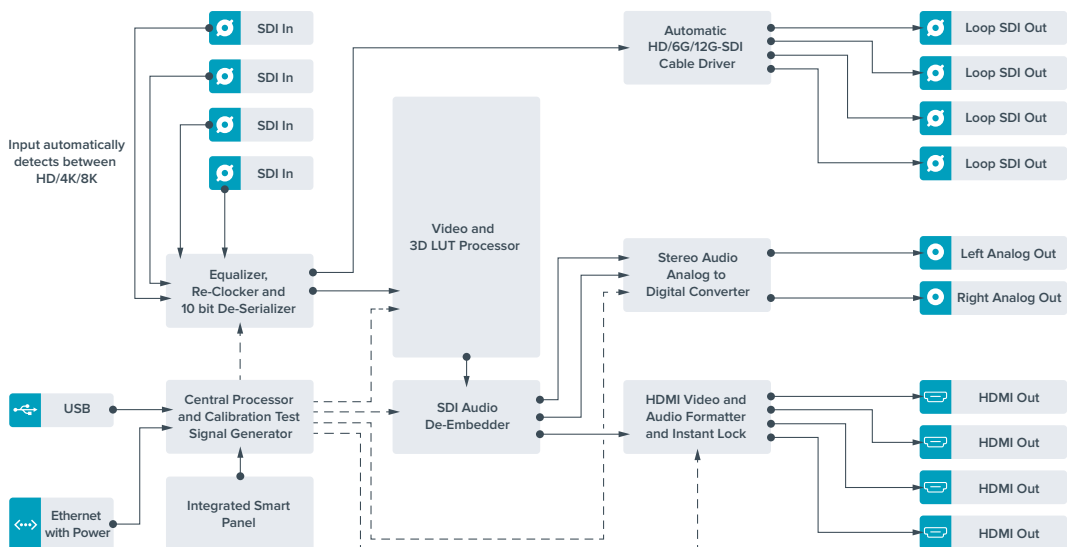 SDI In
SDI In
SDI In
SDI In
Input automatically
detects between
HD/4K/8K
Automatic
HD/6G/12G-SDI
Cable Driver
Loop SDI Out
Loop SDI Out
Loop SDI Out
Loop SDI Out
Video and
3D LUT Processor
Equalizer,
Re-Clocker and
10 bit De-Serializer
Stereo Audio
Analog to
Digital Converter
Left Analog Out
Right Analog Out
USB
Central Processor
and Calibration Test
Signal Generator
SDI Audio
De-Embedder
HDMI Video and
Audio Formatter
and Instant Lock
HDMI Out
HDMI Out
HDMI Out
HDMI Out
Ethernet
with Power
Integrated Smart
Panel